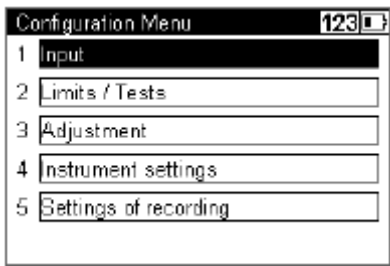 Configuration Menu 123
1 Input
2 Limits / Tests
3 Adjustment
4 Instrument settings
5 Settings of recording